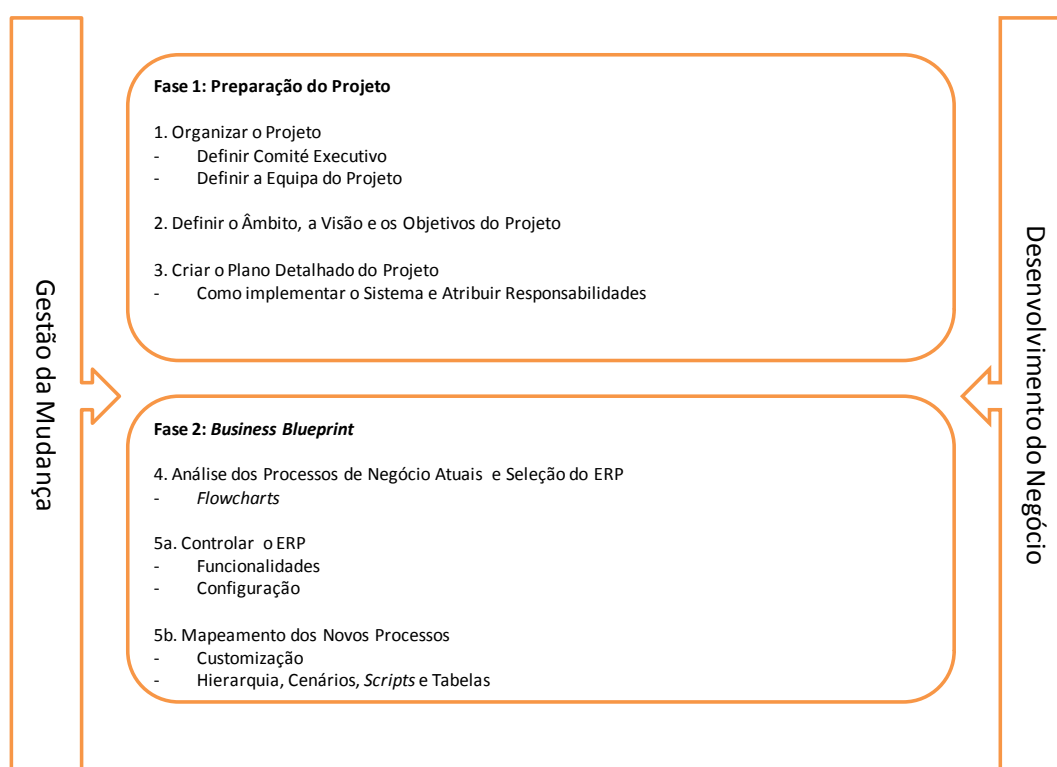 Gestão da Mudança
Fase 1: Preparação do Projeto
1. Organizar o Projeto
- Definir Comité Executivo
- Definir a Equipa do Projeto
2. Definir o Âmbito, a Visão e os Objetivos do Projeto
3. Criar o Plano Detalhado do Projeto
- Como implementar o Sistema e Atribuir Responsabilidades
Fase 2: Business Blueprint
4. Análise dos Processos de Negócio Atuais e Seleção do ERP
- Flowcharts
5a. Controlar o ERP
- Funcionalidades
- Configuração
5b. Mapeamento dos Novos Processos
- Customização
- Hierarquia, Cenários, Scripts e Tabelas
Desenvolvimento do Negócio